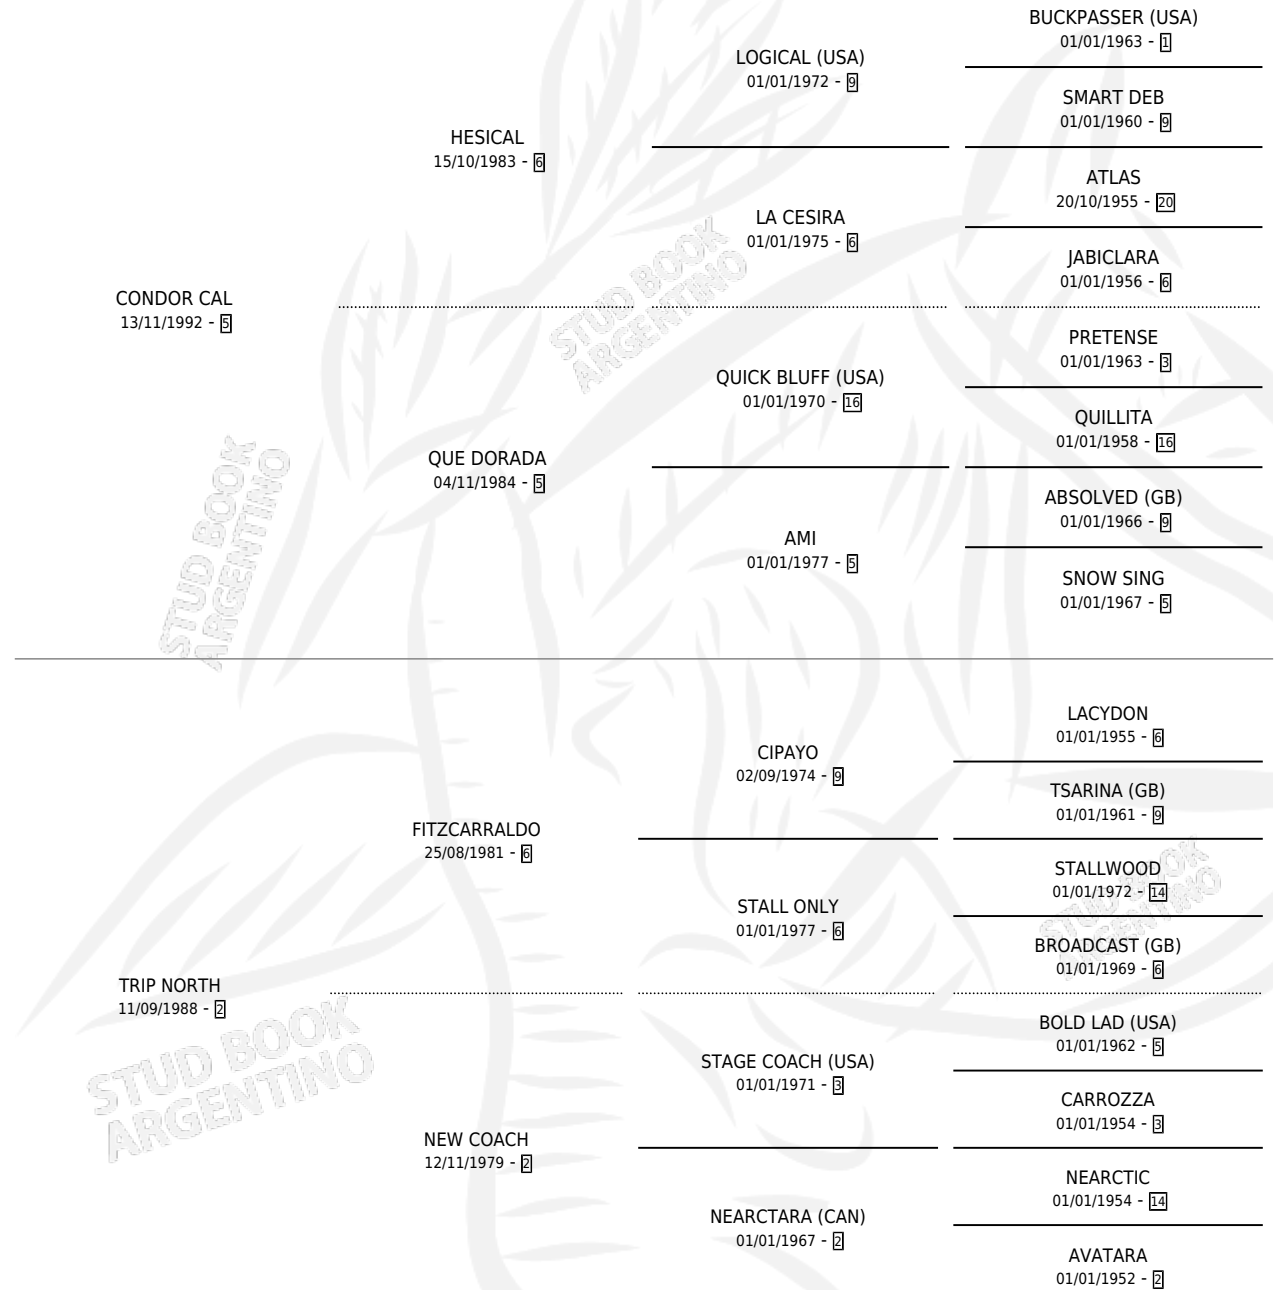 BUCKPASSER (USA)
01/01/1963 - 1
LOGICAL (USA)
01/01/1972 - 9
SMART DEB
01/01/1960 - 9
HESICAL
15/10/1983 - 6
ATLAS
20/10/1955 - 20
LA CESIRA
01/01/1975 - 6
JABICLARA
01/01/1956 - 6
CONDOR CAL
13/11/1992 - 5
PRETENSE
01/01/1963 - 3
QUICK BLUFF (USA)
01/01/1970 - 16
QUILLITA
01/01/1958 - 16
QUE DORADA
04/11/1984 - 5
ABSOLVED (GB)
01/01/1966 - 9
AMI
01/01/1977 - 5
SNOW SING
01/01/1967 - 5
STUD BOOK
ARGENTINO
STUD BOOK
ARGENTINO
LACYDON
01/01/1955 - 6
CIPAYO
02/09/1974 - 9
TSARINA (GB)
01/01/1961 - 9
FITZCARRALDO
25/08/1981 - 6
STALLWOOD
01/01/1972 - 14
STALL ONLY
01/01/1977 - 6
BROADCAST (GB)
01/01/1969 - 6
TRIP NORTH
11/09/1988 - 2
BOLD LAD (USA)
01/01/1962 - 5
STAGE COACH (USA)
01/01/1971 - 3
CARROZZA
01/01/1954 - 3
NEW COACH
12/11/1979 - 2
NEARCTIC
01/01/1954 - 14
NEARCTARA (CAN)
01/01/1967 - 2
AVATARA
01/01/1952 - 2
STUD BOOK
ARGENTINO
STUD BOOK
ARGENTINO